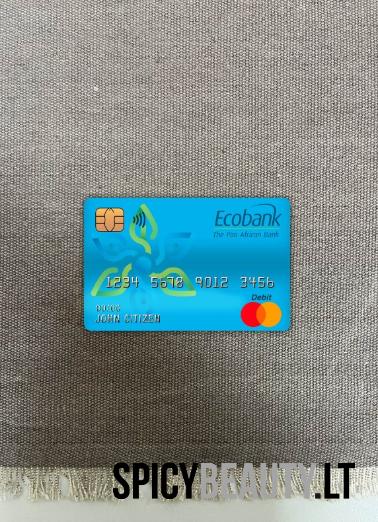 Ecobank
The Pan African Bank
1234 5678 9012 3456
Debit
JOHN CITIZEN
SPICYBEAUTY.LT